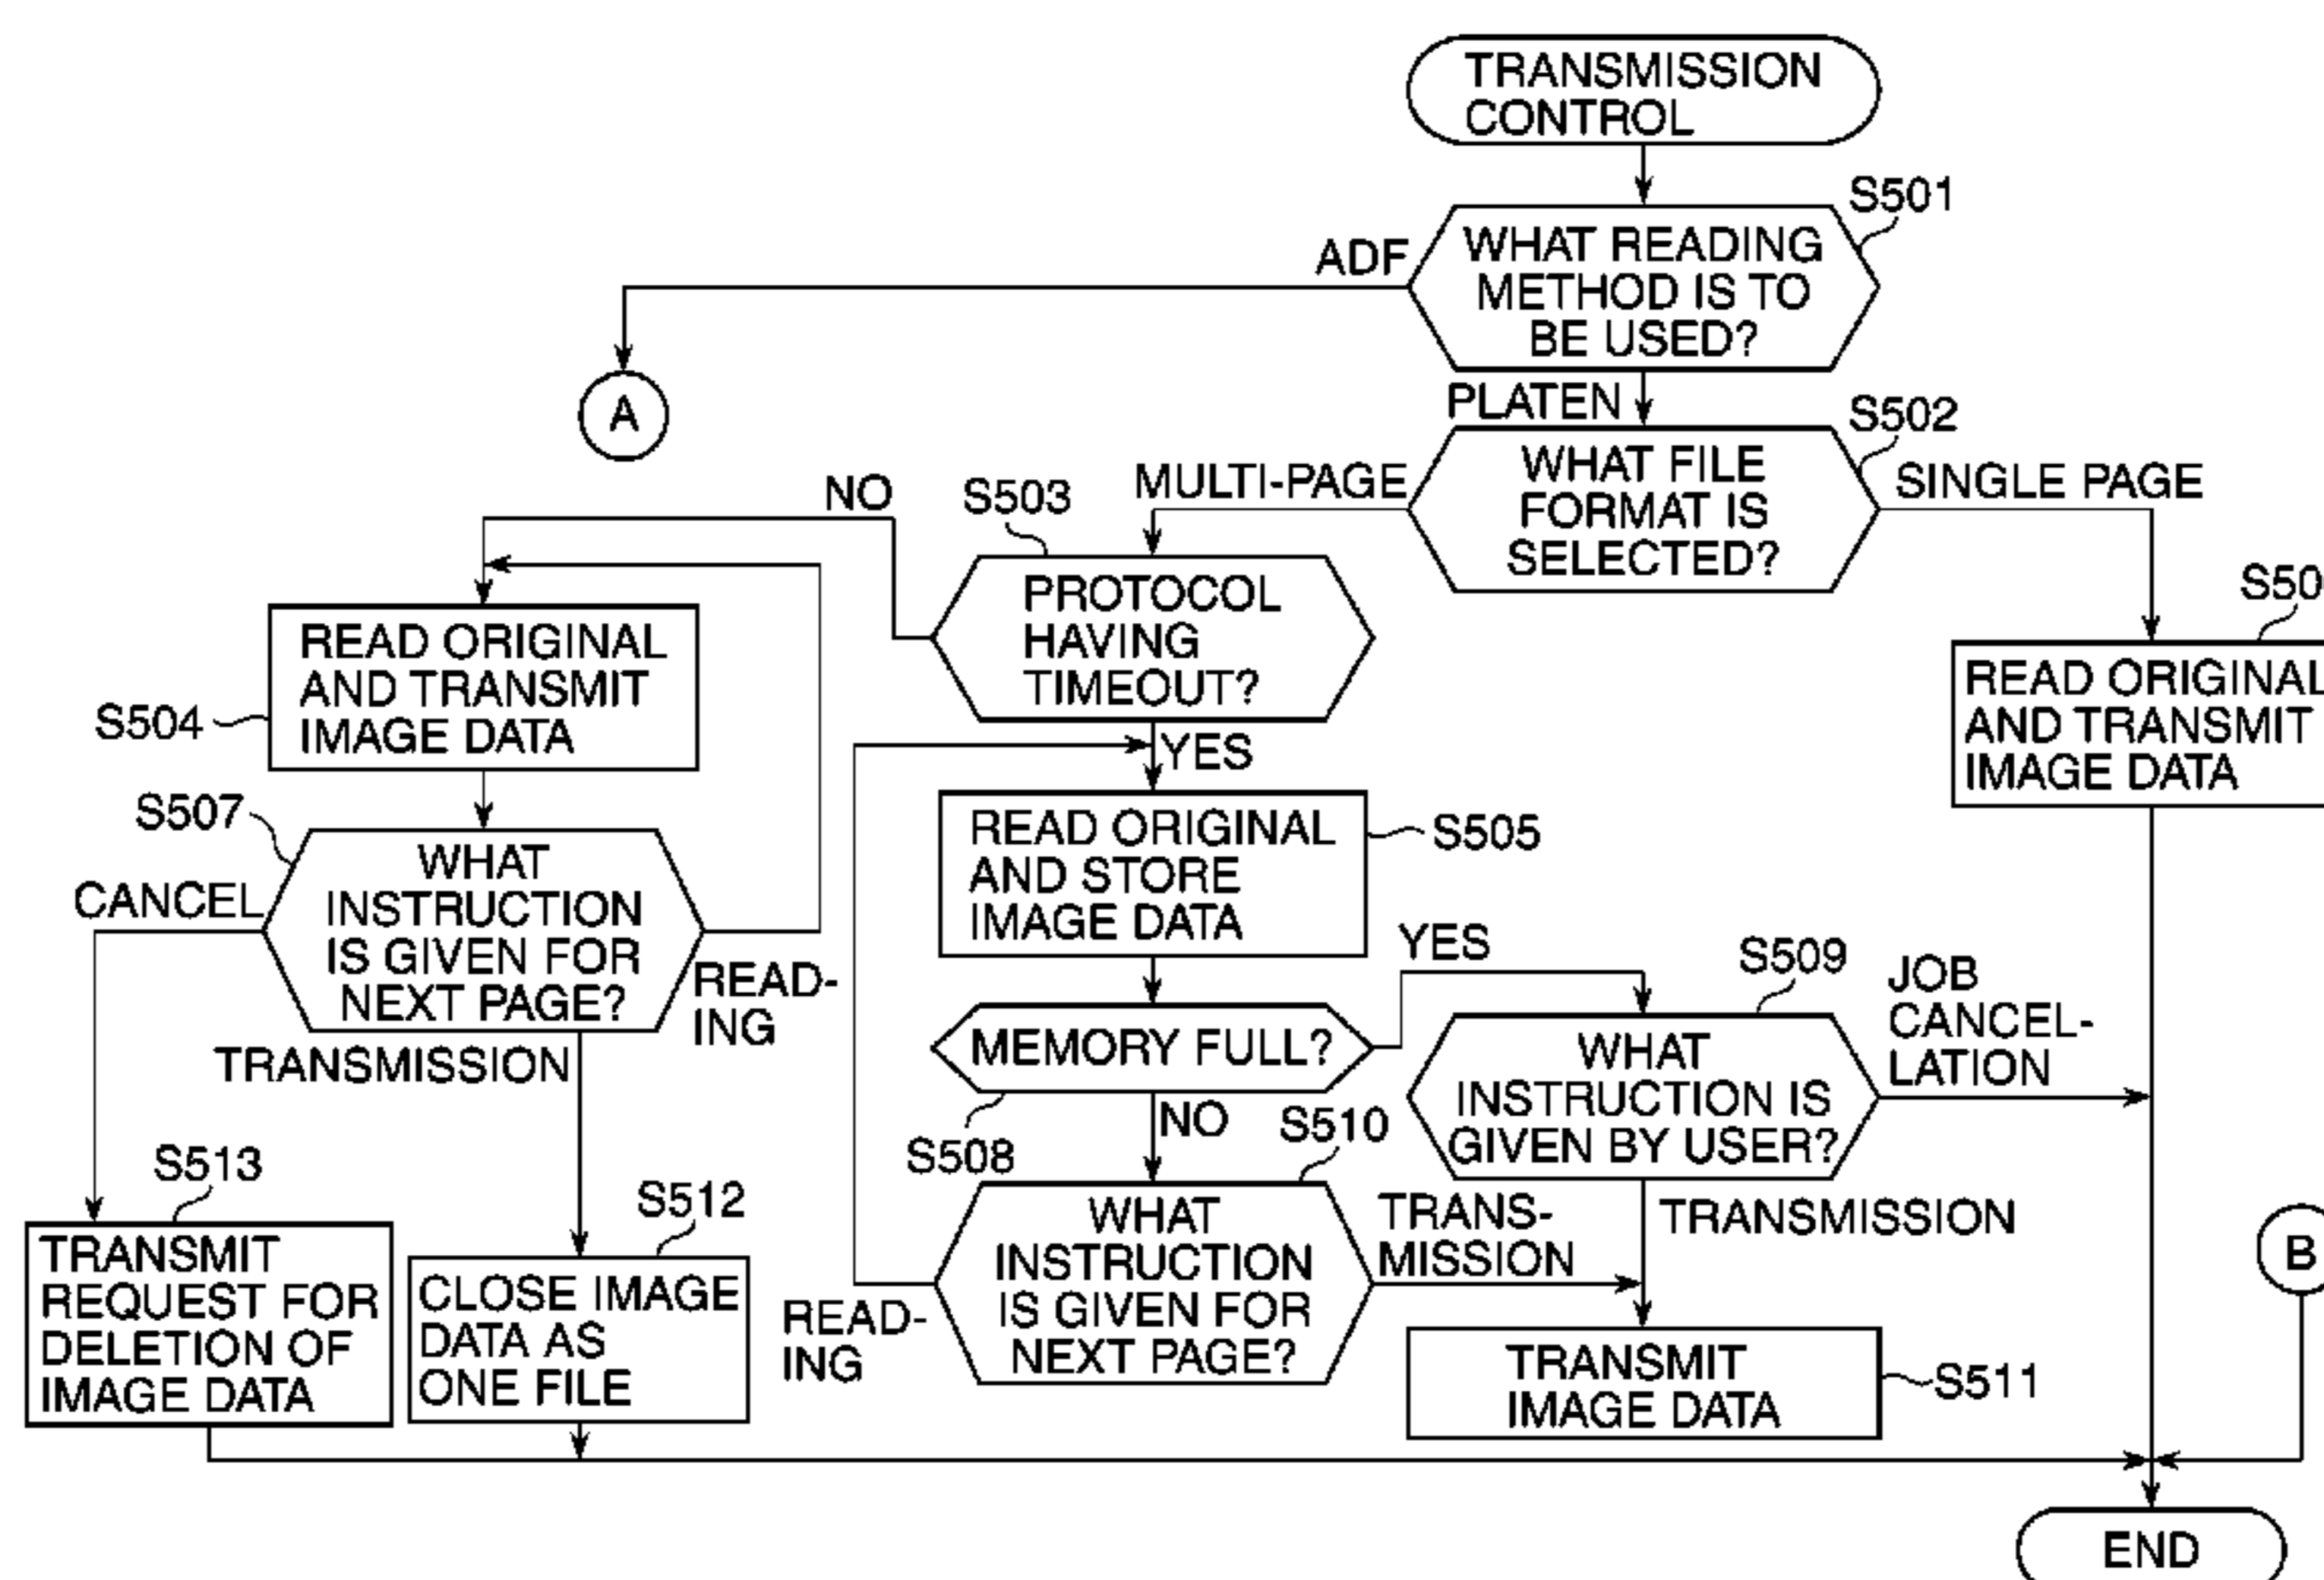 TRANSMISSION
CONTROL
S501
WHAT READING
METHOD IS TO
BE USED?
ADF
A
PLATEN
S502
WHAT FILE
FORMAT IS
SELECTED?
MULTI-PAGE
SINGLE PAGE
NO
S503
PROTOCOL
HAVING
TIMEOUT?
YES
S50
READ ORIGINAL
AND TRANSMIT
IMAGE DATA
S504
READ ORIGINAL
AND TRANSMIT
IMAGE DATA
S505
READ ORIGINAL
AND STORE
IMAGE DATA
S507
WHAT
INSTRUCTION
IS GIVEN FOR
NEXT PAGE?
CANCEL
READ-
ING
TRANSMISSION
MEMORY FULL?
S508
YES
NO
S509
WHAT
INSTRUCTION IS
GIVEN BY USER?
JOB
CANCEL-
LATION
TRANSMISSION
S510
WHAT
INSTRUCTION
IS GIVEN FOR
NEXT PAGE?
TRANS-
MISSION
READ-
ING
S513
TRANSMIT
REQUEST FOR
DELETION OF
IMAGE DATA
S512
CLOSE IMAGE
DATA AS
ONE FILE
TRANSMIT
IMAGE DATA
S511
B
END